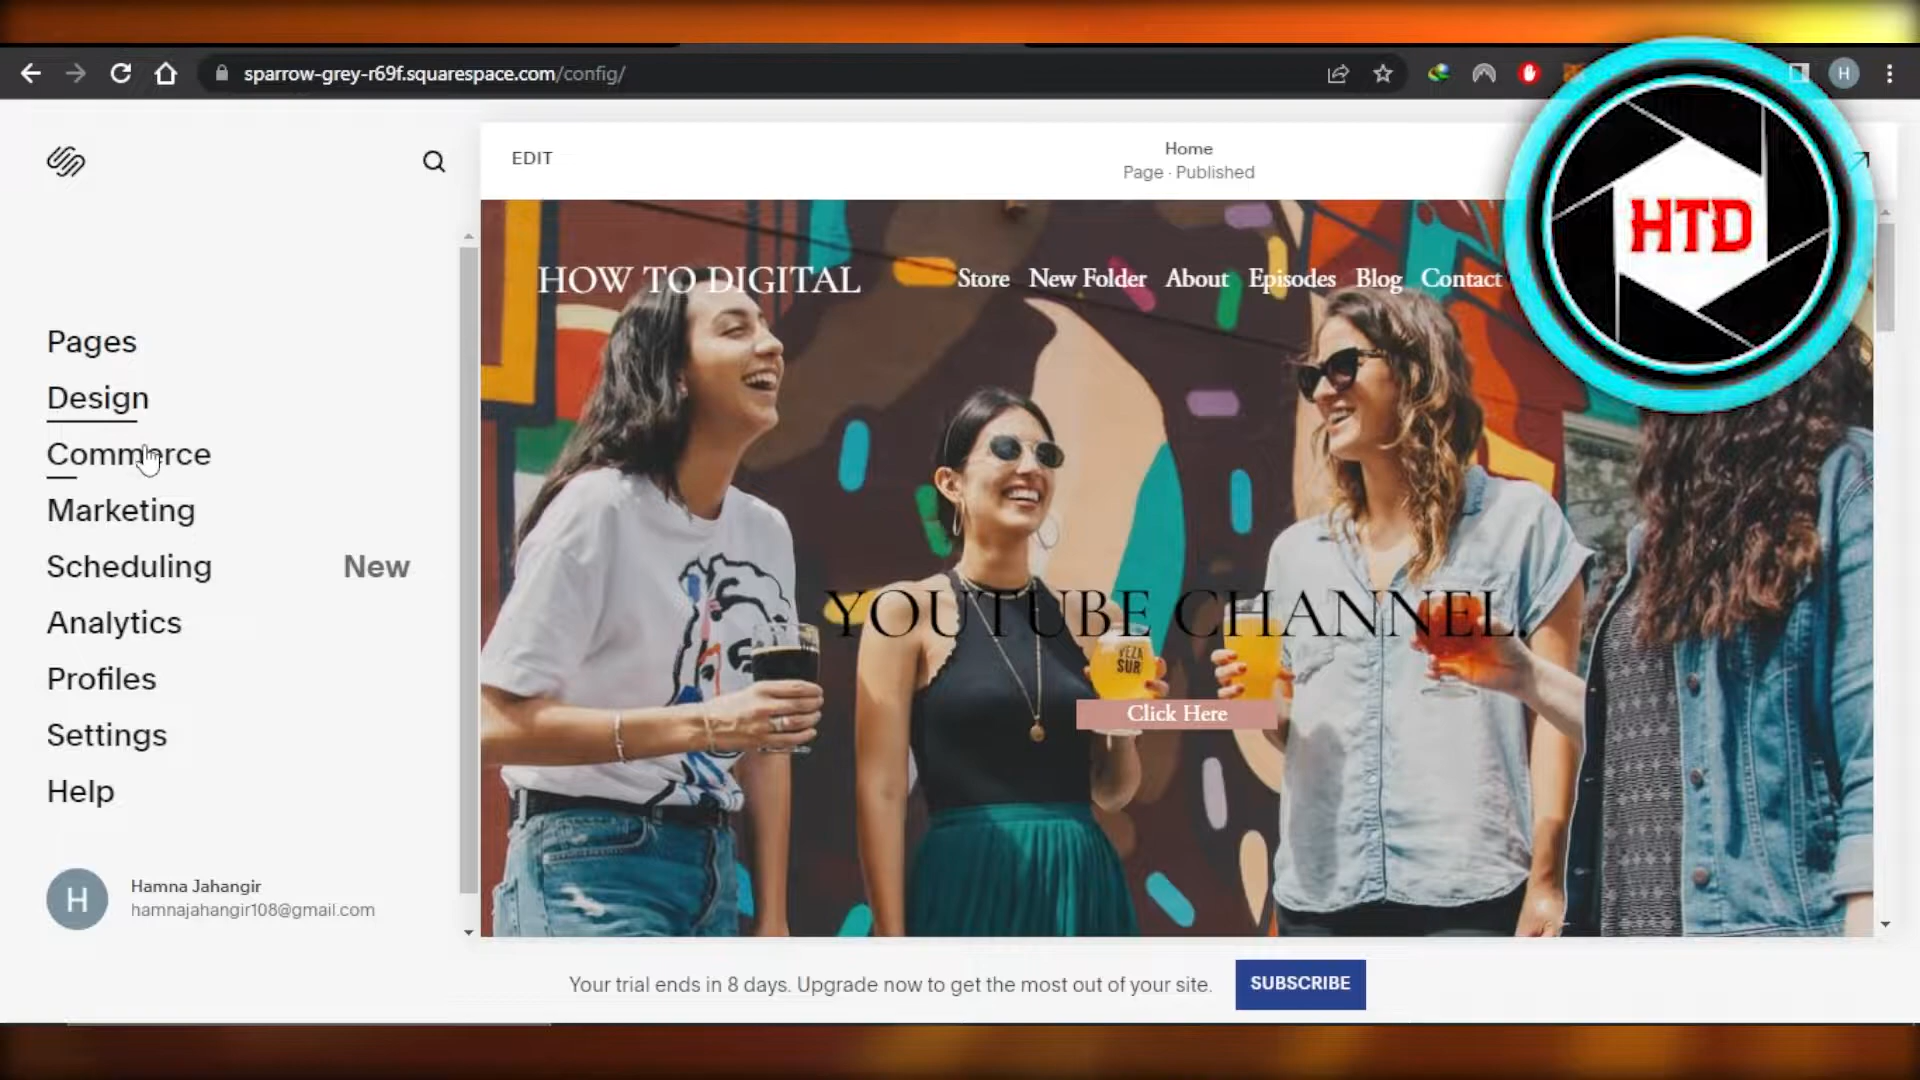 sparrow-grey-r69f.squarespace.com/config/
H
HTD
EDIT
Home
Page · Published
HOW TO DIGITAL
Store New Folder About Episodes Blog Contact
Pages
Design
Commerce
Marketing
Scheduling New
Analytics
Profiles
Settings
Help
YOUTUBE CHANNEL.
VEZA
SUR
Click Here
H
Hamna Jahangir
hamnajahangir108@gmail.com
Your trial ends in 8 days. Upgrade now to get the most out of your site.
SUBSCRIBE